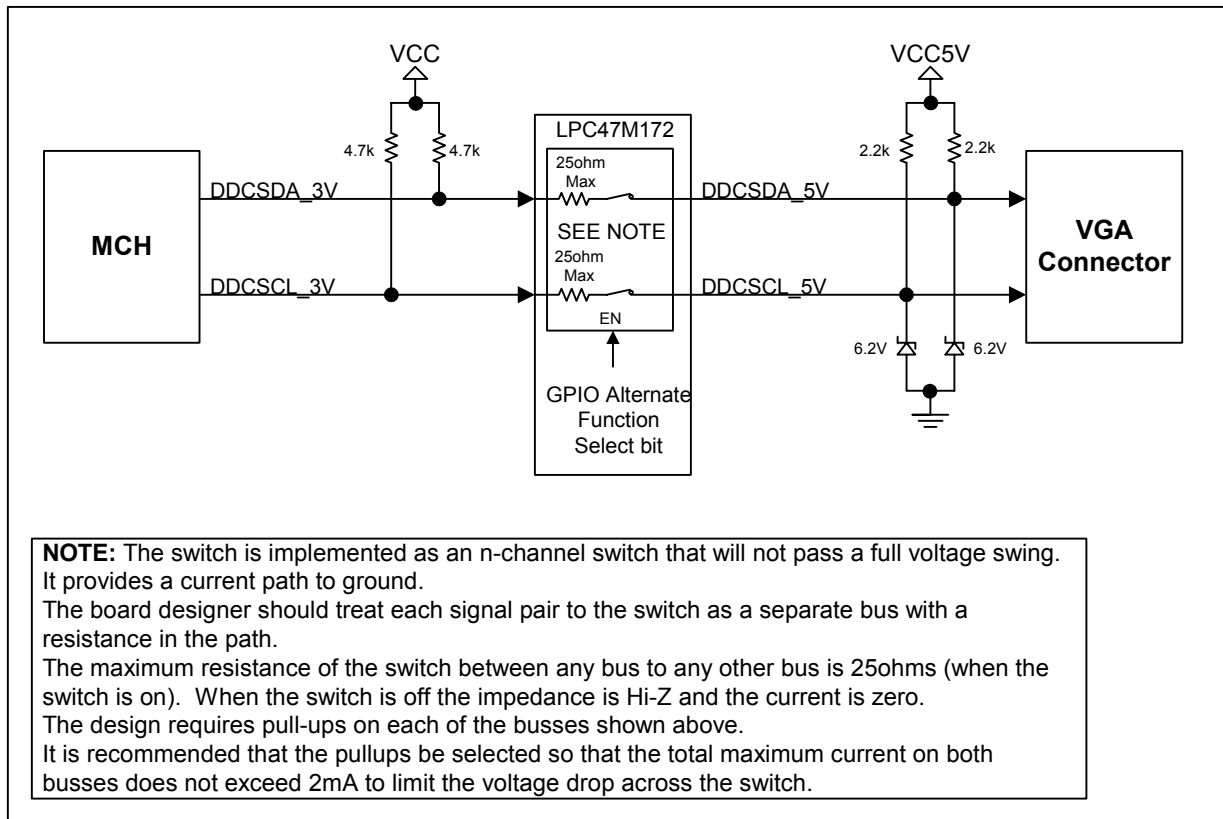 VCC
VCC5V
LPC47M172
4.7k
4.7k
25ohm
Max
2.2k
2.2k
DDCSDA_3V
DDCSDA_5V
MCH
SEE NOTE
VGA
Connector
25ohm
Max
DDCSCL_3V
DDCSCL_5V
EN
6.2V
6.2V
GPIO Alternate
Function
Select bit
NOTE: The switch is implemented as an n-channel switch that will not pass a full voltage swing.
It provides a current path to ground.
The board designer should treat each signal pair to the switch as a separate bus with a
resistance in the path.
The maximum resistance of the switch between any bus to any other bus is 25ohms (when the
switch is on). When the switch is off the impedance is Hi-Z and the current is zero.
The design requires pull-ups on each of the busses shown above.
It is recommended that the pullups be selected so that the total maximum current on both
busses does not exceed 2mA to limit the voltage drop across the switch.